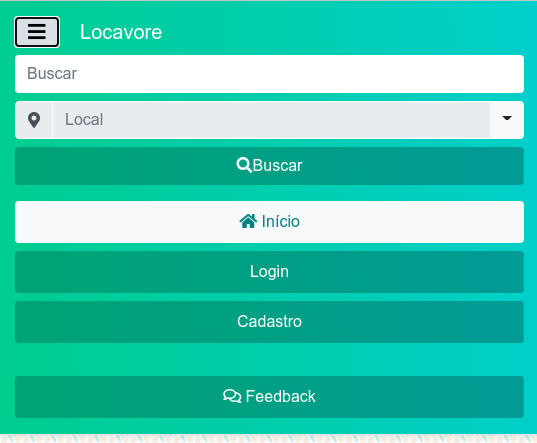 Locavore
Buscar
Local
Buscar
Início
Login
Cadastro
Feedback